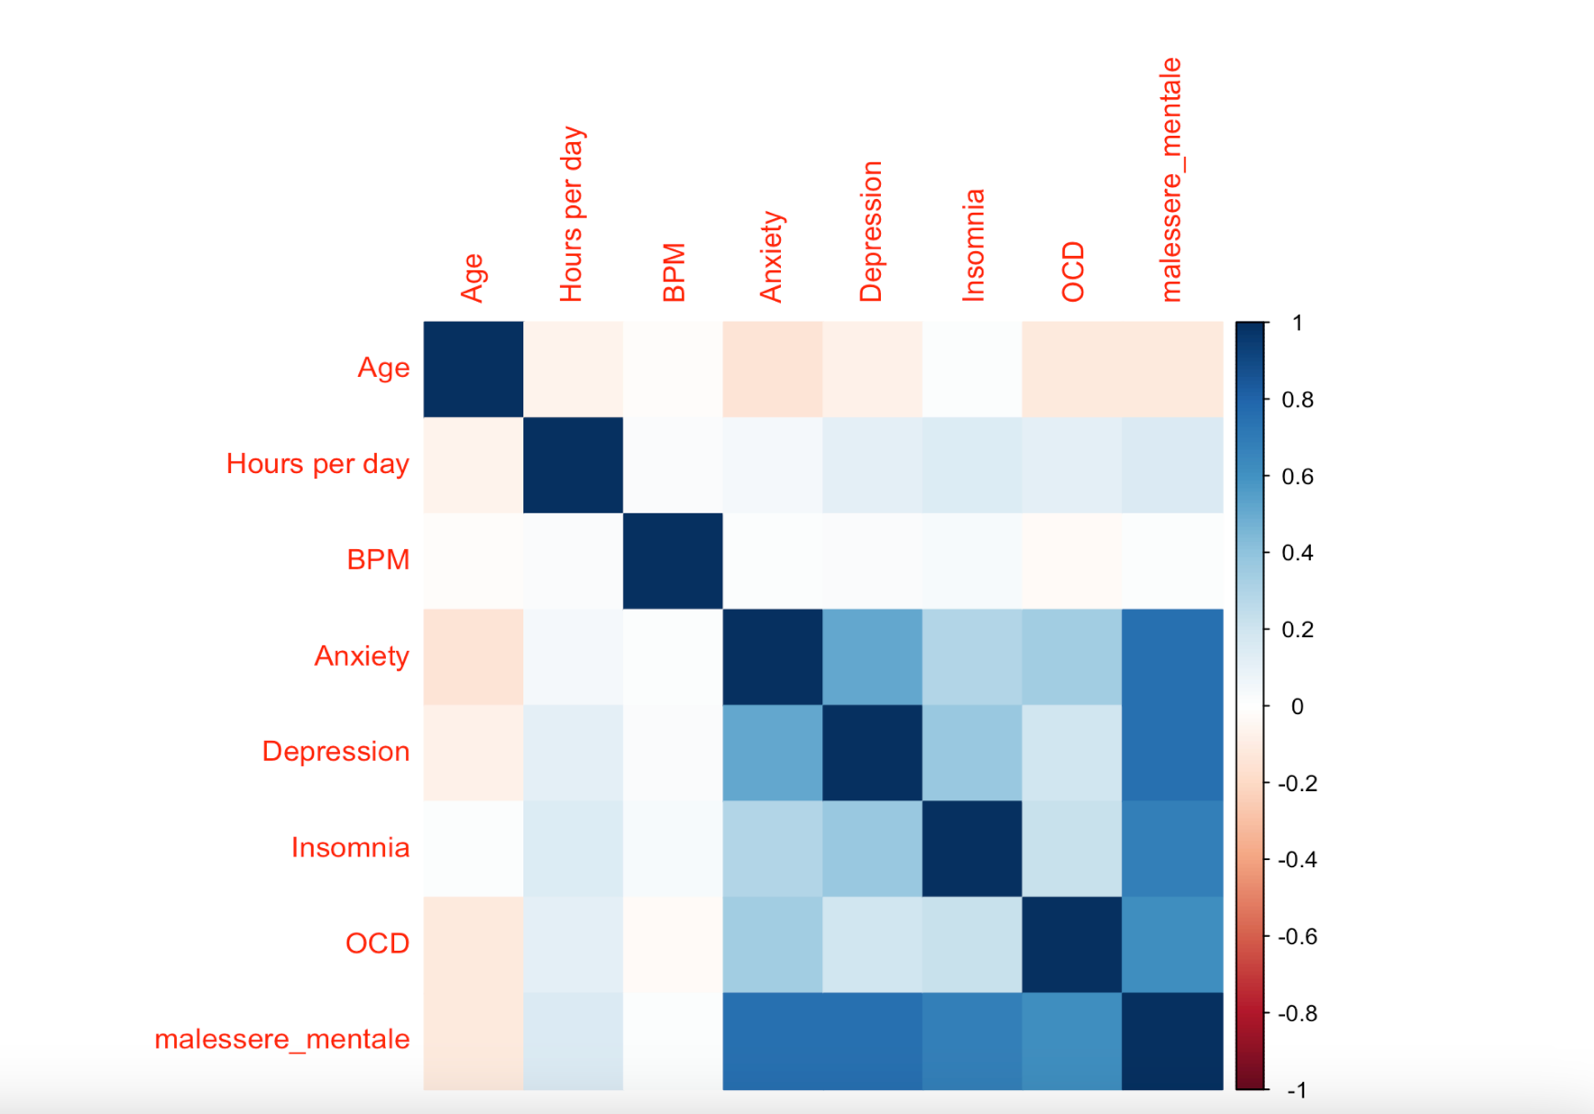 Age
Hours per day
BPM
Anxiety
Depression
Insomnia
OCD
malessere_mentale
Age
Hours per day
BPM
Anxiety
Depression
Insomnia
OCD
malessere_mentale
1
0.8
0.6
0.4
0.2
0
-0.2
-0.4
-0.6
-0.8
-1